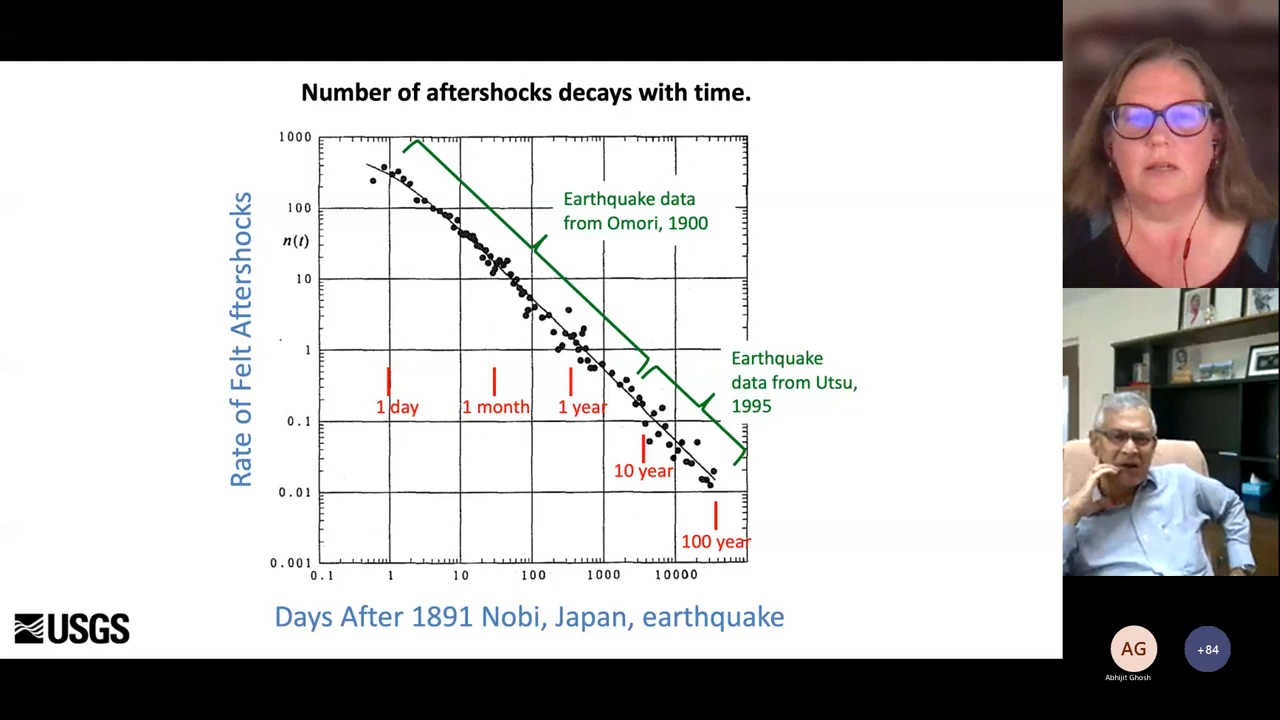 Number of aftershocks decays with time.
Rate of Felt Aftershocks
n(t)
1000
100
10
1
0.1
0.01
0.001
0.1
1
10
100
1000
10000
Earthquake data
from Omori, 1900
Earthquake
data from Utsu,
1995
1 day
1 month
1 year
10 year
100 year
Days After 1891 Nobi, Japan, earthquake
USGS
AG
Abhijit Ghosh
+84